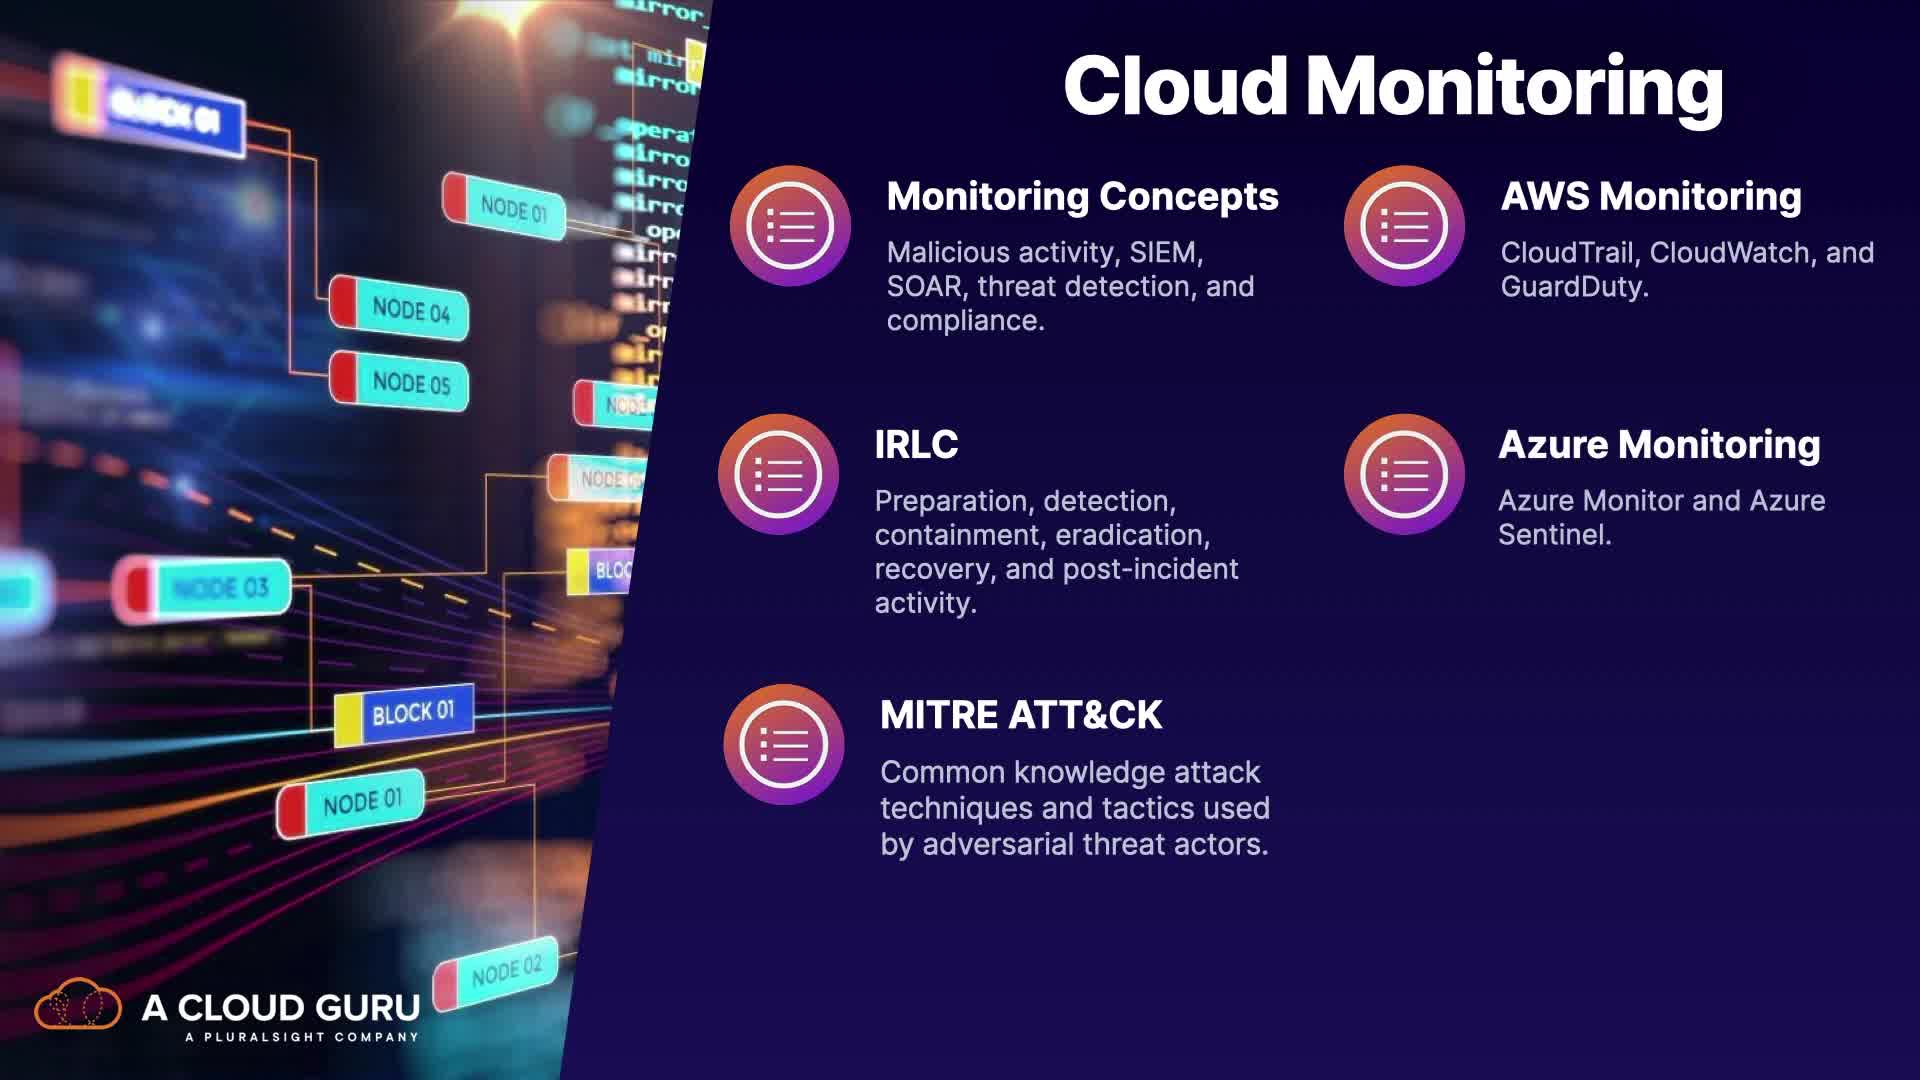 Cloud Monitoring
Monitoring Concepts
Malicious activity, SIEM,
SOAR, threat detection, and
compliance.
IRLC
Preparation, detection,
containment, eradication,
recovery, and post-incident
activity.
MITRE ATT&CK
Common knowledge attack
techniques and tactics used
by adversarial threat actors.
AWS Monitoring
CloudTrail, CloudWatch, and
GuardDuty.
Azure Monitoring
Azure Monitor and Azure
Sentinel.
BLOCK 01
NODE 01
NODE 04
NODE 05
NODE 03
BLOCK 01
NODE 01
NODE 02
A CLOUD GURU
A PLURALSIGHT COMPANY